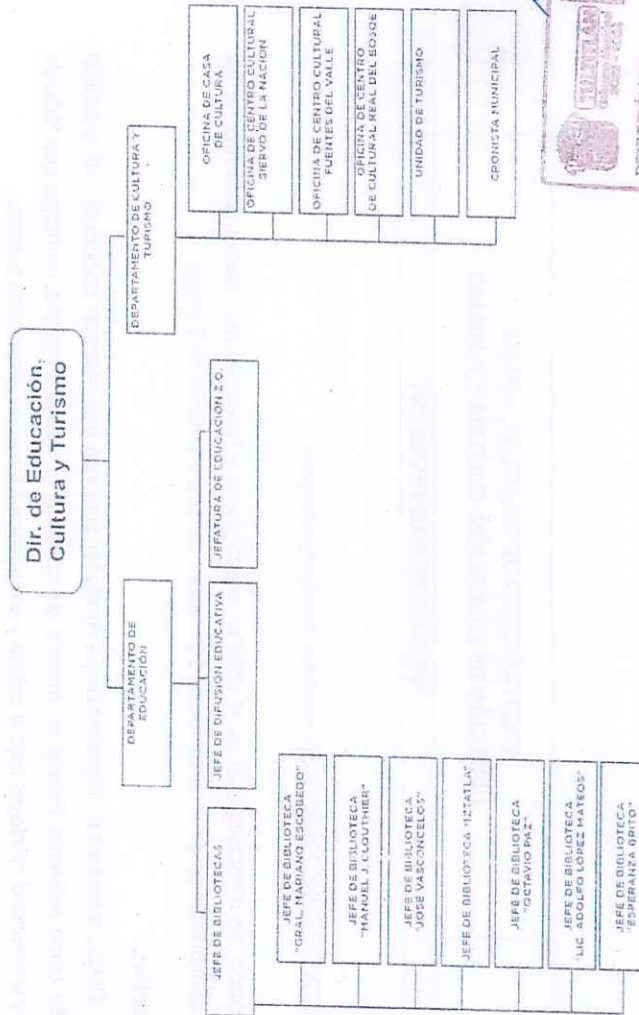 Dir. de Educación,
Cultura y Turismo
DEPARTAMENTO DE
EDUCACIÓN
DEPARTAMENTO DE CULTURA Y
TURISMO
JEFE DE BIBLIOTECAS
JEFE DE DIFUSIÓN EDUCATIVA
JEFATURA DE EDUCACIÓN Z.O.
JEFE DE BIBLIOTECA
"GRAL. MARIANO ESCOBEDO"
JEFE DE BIBLIOTECA
"MANUEL J. CLOUTHIER"
JEFE DE BIBLIOTECA
"JOSÉ VASCONCELOS"
JEFE DE BIBLIOTECA "IZTATLA"
JEFE DE BIBLIOTECA
"OCTAVIO PAZ"
JEFE DE BIBLIOTECA
"LIC. ADOLFO LÓPEZ MATEOS"
JEFE DE BIBLIOTECA
"ESPERANZA BRITO"
OFICINA DE CASA
DE CULTURA
OFICINA DE CENTRO CULTURAL
SIERVO DE LA NACION
OFICINA DE CENTRO CULTURAL
FUENTES DEL VALLE
OFICINA DE CENTRO
DE CULTURAL REAL DEL BOSQE
UNIDAD DE TURISMO
CRONISTA MUNICIPAL
TULTITLÁN